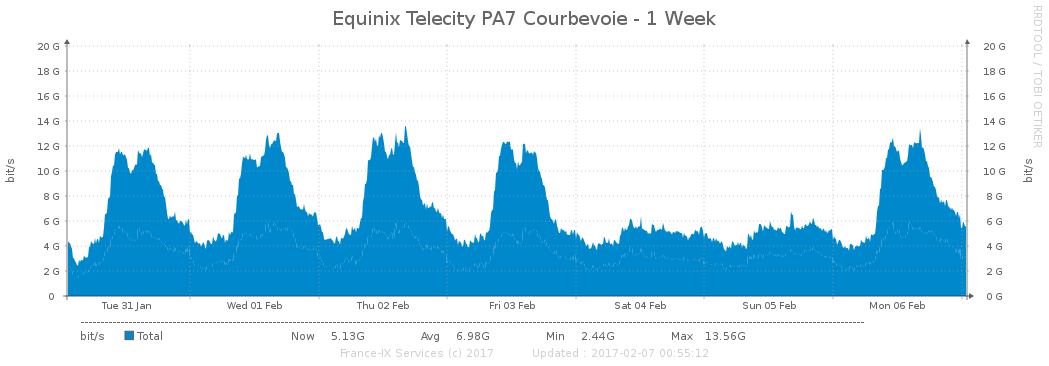 Equinix Telecity PA7 Courbevoie - 1 Week
RRDTOOL / TOBI OETIKER
20 G 20 G
18 G 18 G
16 G 16 G
14 G 14 G
12 G 12 G
10 G 10 G
8 G 8 G
6 G 6 G
4 G 4 G
2 G 2 G
0 0 G
bit/s
bit/s
Tue 31 Jan Wed 01 Feb Thu 02 Feb Fri 03 Feb Sat 04 Feb Sun 05 Feb Mon 06 Feb
bit/s Total Now 5.13G Avg 6.98G Min 2.44G Max 13.56G
France-IX Services (c) 2017 Updated : 2017-02-07 00:55:12